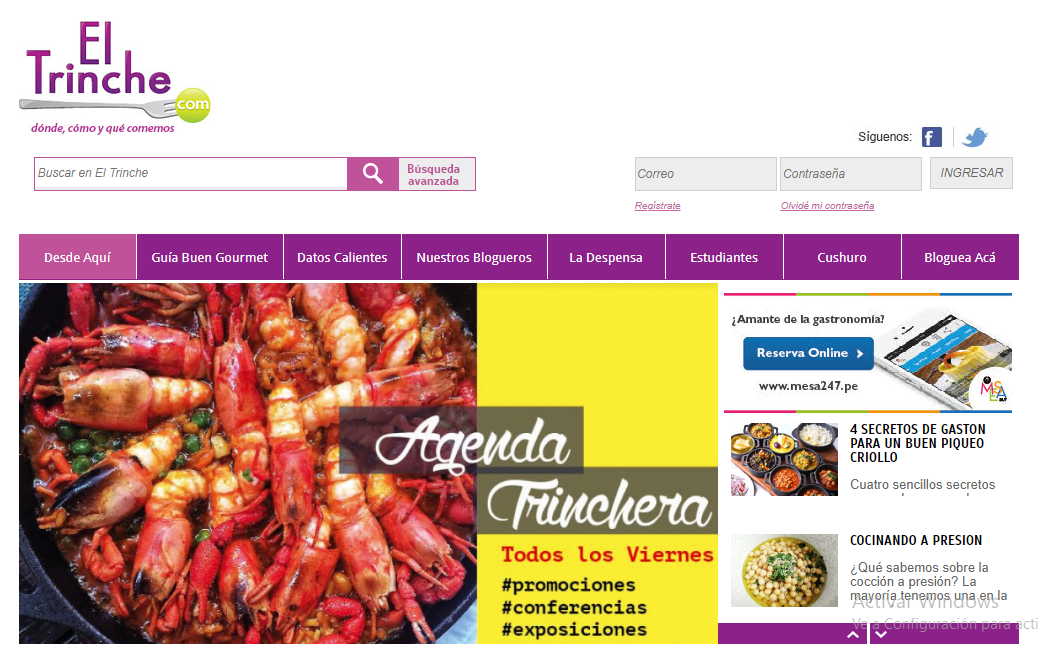 El
Trinche
com
dónde, cómo y qué comemos
Síguenos:
Buscar en El Trinche
Búsqueda
avanzada
Correo
Contraseña
INGRESAR
Regístrate
Olvidé mi contraseña
Desde Aquí
Guía Buen Gourmet
Datos Calientes
Nuestros Blogueros
La Despensa
Estudiantes
Cushuro
Bloguea Acá
Agenda
Trinchera
Todos los Viernes
#promociones
#conferencias
#exposiciones
¿Amante de la gastronomía?
Reserva Online
www.mesa247.pe
4 SECRETOS DE GASTON
PARA UN BUEN PIQUEO
CRIOLLO
Cuatro sencillos secretos
COCINANDO A PRESION
¿Qué sabemos sobre la
cocción a presión? La
mayoría tenemos una en la
Activar Windows
Ve a Configuración para acti